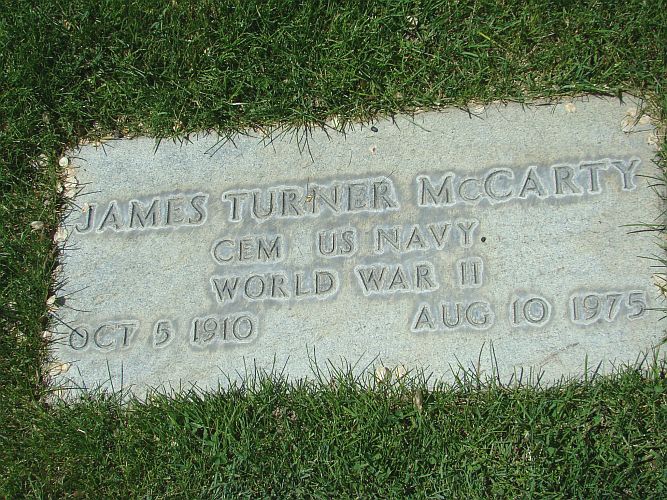 JAMES TURNER McCARTY
CEM US NAVY
WORLD WAR II
OCT 5 1910 AUG 10 1975